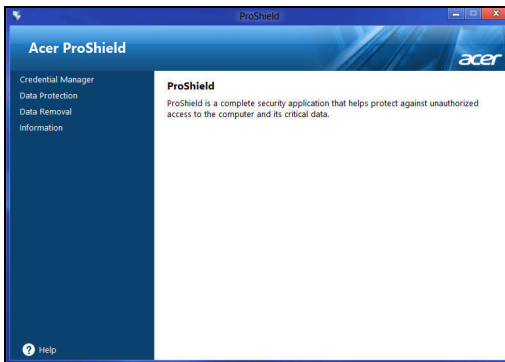 ProShield
Acer ProShield
acer
Credential Manager
Data Protection
Data Removal
Information
ProShield
ProShield is a complete security application that helps protect against unauthorized
access to the computer and its critical data.
? Help